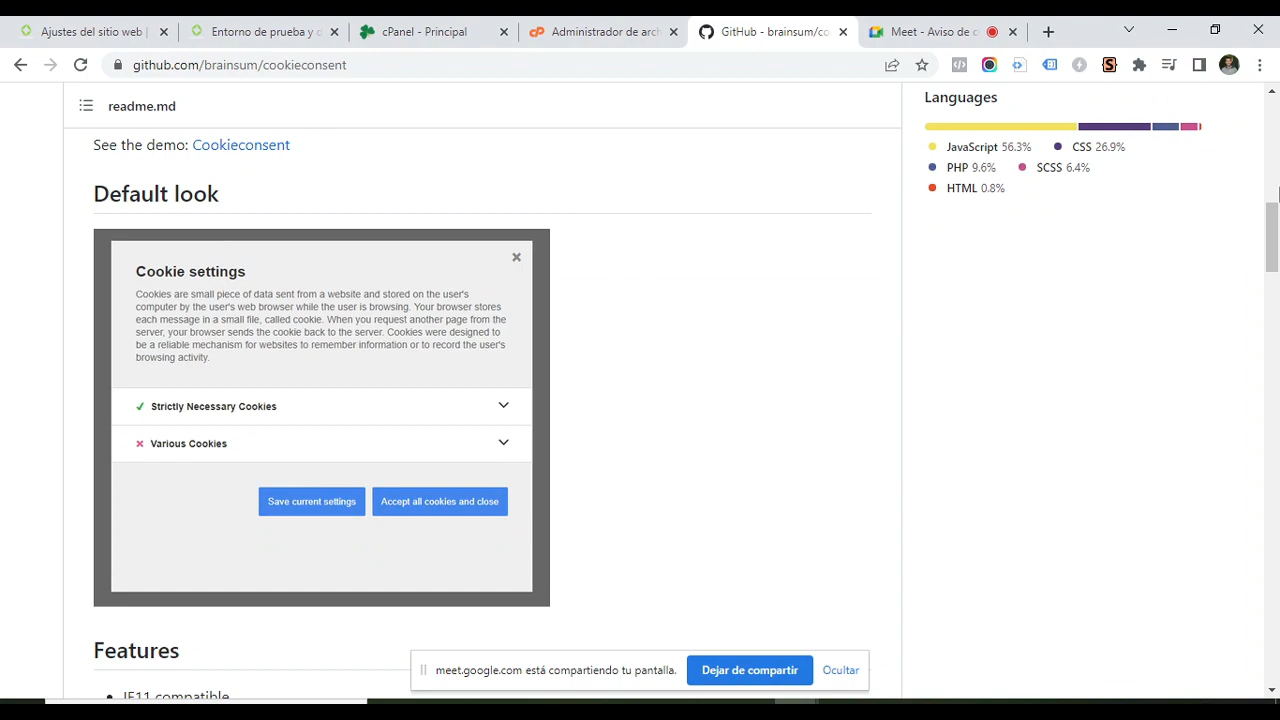 Ajustes del sitio web |
Entorno de prueba y d
cPanel - Principal
cP Administrador de arch
GitHub - brainsum/co
Meet - Aviso de c
github.com/brainsum/cookieconsent
readme.md
See the demo: Cookieconsent
Default look
Cookie settings
Cookies are small piece of data sent from a website and stored on the user's
computer by the user's web browser while the user is browsing. Your browser stores
each message in a small file, called cookie. When you request another page from the
server, your browser sends the cookie back to the server. Cookies were designed to
be a reliable mechanism for websites to remember information or to record the user's
browsing activity.
Strictly Necessary Cookies
Various Cookies
Save current settings
Accept all cookies and close
Features
IE11 compatible
Languages
JavaScript 56.3%
CSS 26.9%
PHP 9.6%
SCSS 6.4%
HTML 0.8%
meet.google.com está compartiendo tu pantalla.
Dejar de compartir
Ocultar